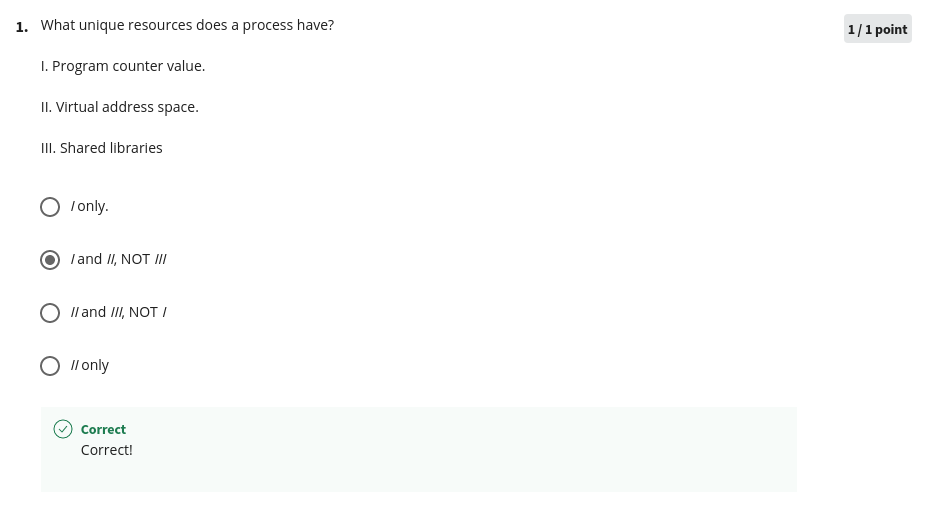 1. What unique resources does a process have?
1 / 1 point
I. Program counter value.
II. Virtual address space.
III. Shared libraries
I only.
I and II, NOT III
II and III, NOT I
II only
Correct
Correct!